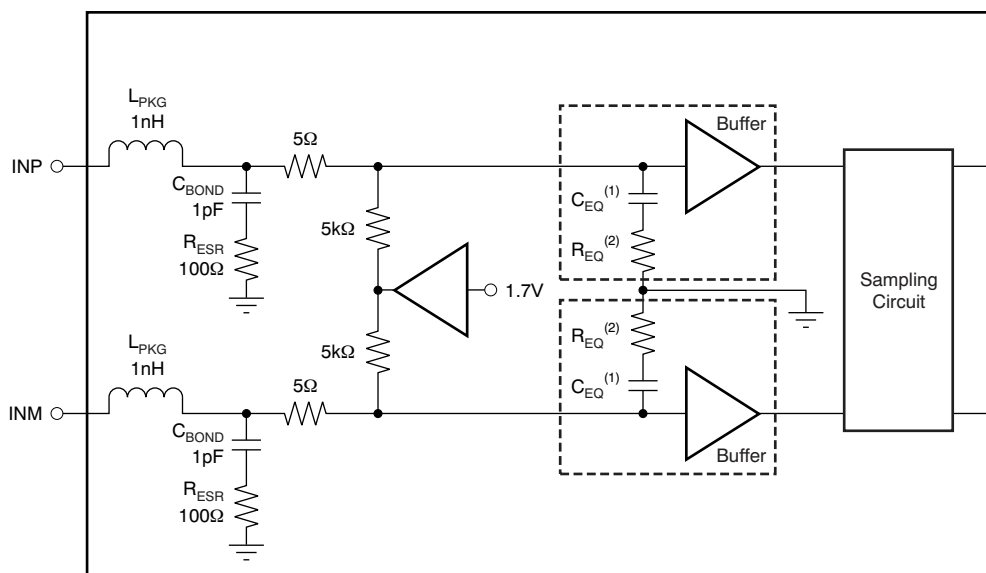 L_PKG
1nH
INP
5Ω
C_BOND
1pF
R_ESR
100Ω
5kΩ
1.7V
5kΩ
Buffer
C_EQ^(1)
R_EQ^(2)
R_EQ^(2)
C_EQ^(1)
Buffer
Sampling
Circuit
L_PKG
1nH
INM
5Ω
C_BOND
1pF
R_ESR
100Ω